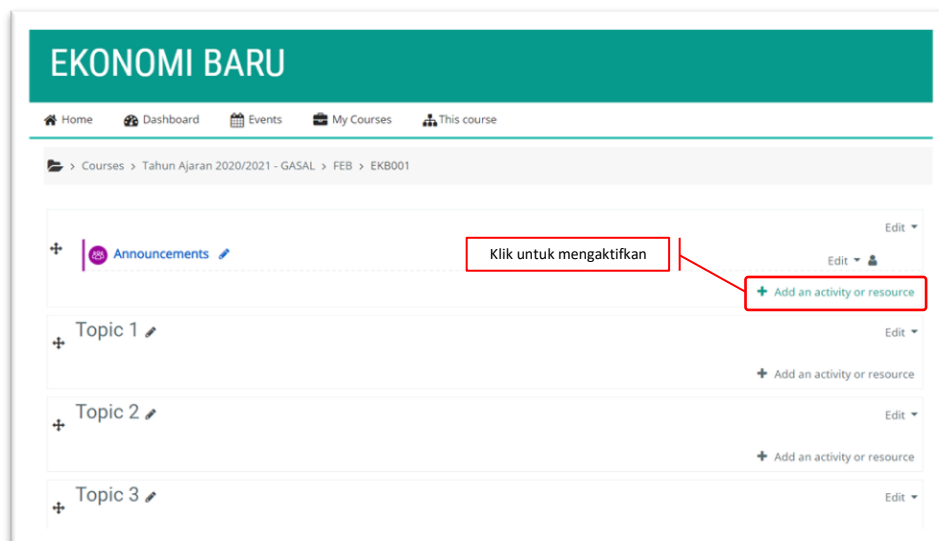 EKONOMI BARU
Home Dashboard Events My Courses This course
> Courses > Tahun Ajaran 2020/2021 - GASAL > FEB > EKB001
Edit
Announcements
Klik untuk mengaktifkan
Edit
+ Add an activity or resource
Topic 1
Edit
+ Add an activity or resource
Topic 2
Edit
+ Add an activity or resource
Topic 3
Edit